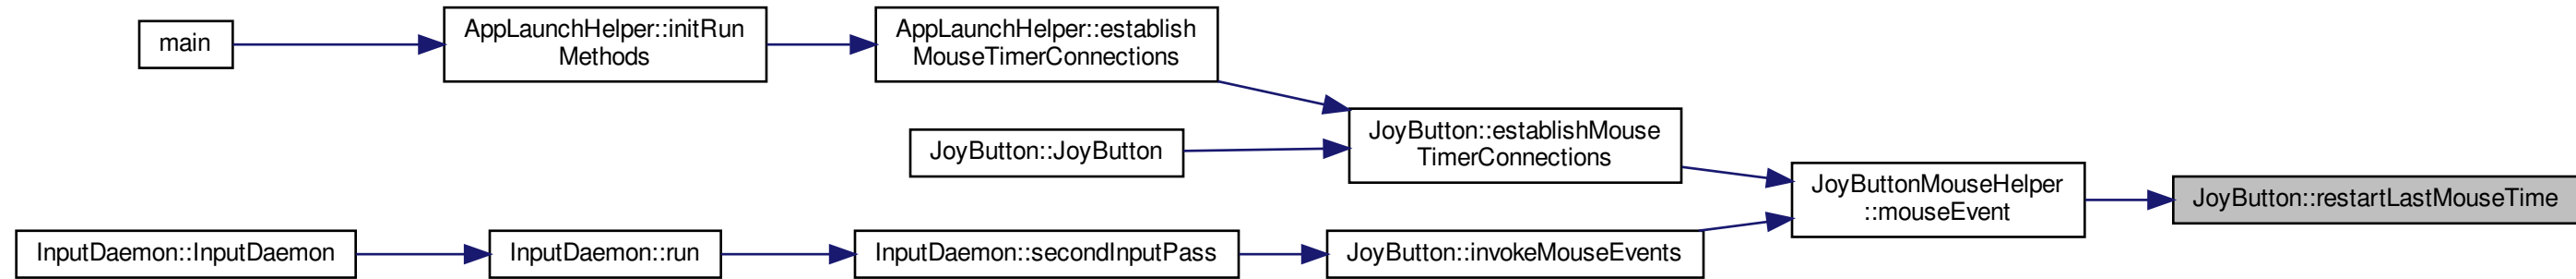 main
AppLaunchHelper::initRun
Methods
AppLaunchHelper::establish
MouseTimerConnections
JoyButton::JoyButton
JoyButton::establishMouse
TimerConnections
JoyButtonMouseHelper
::mouseEvent
JoyButton::restartLastMouseTime
InputDaemon::InputDaemon
InputDaemon::run
InputDaemon::secondInputPass
JoyButton::invokeMouseEvents